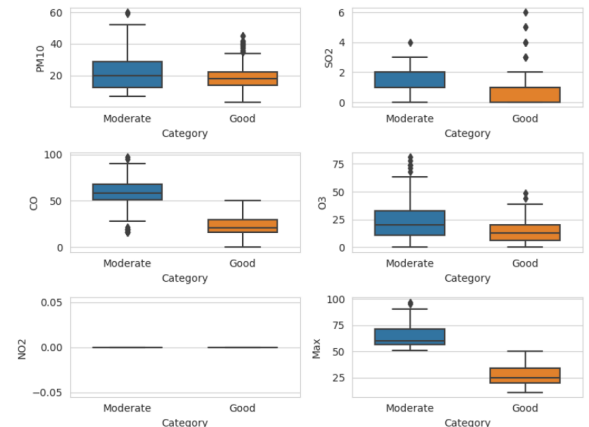 60
40
20
PM10
Moderate Good
Category
6
4
2
0
SO2
Moderate Good
Category
100
50
0
CO
Moderate Good
Category
75
50
25
0
O3
Moderate Good
Category
0.05
0.00
−0.05
NO2
Moderate Good
Category
100
75
50
25
Max
Moderate Good
Category